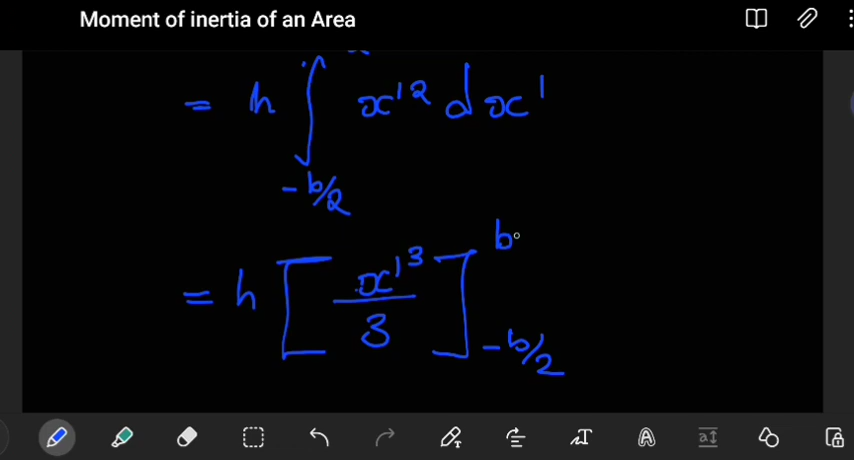 Moment of inertia of an Area
= h ∫ x'² dx'
-b/2
= h [ x'³ / 3 ] b
-b/2